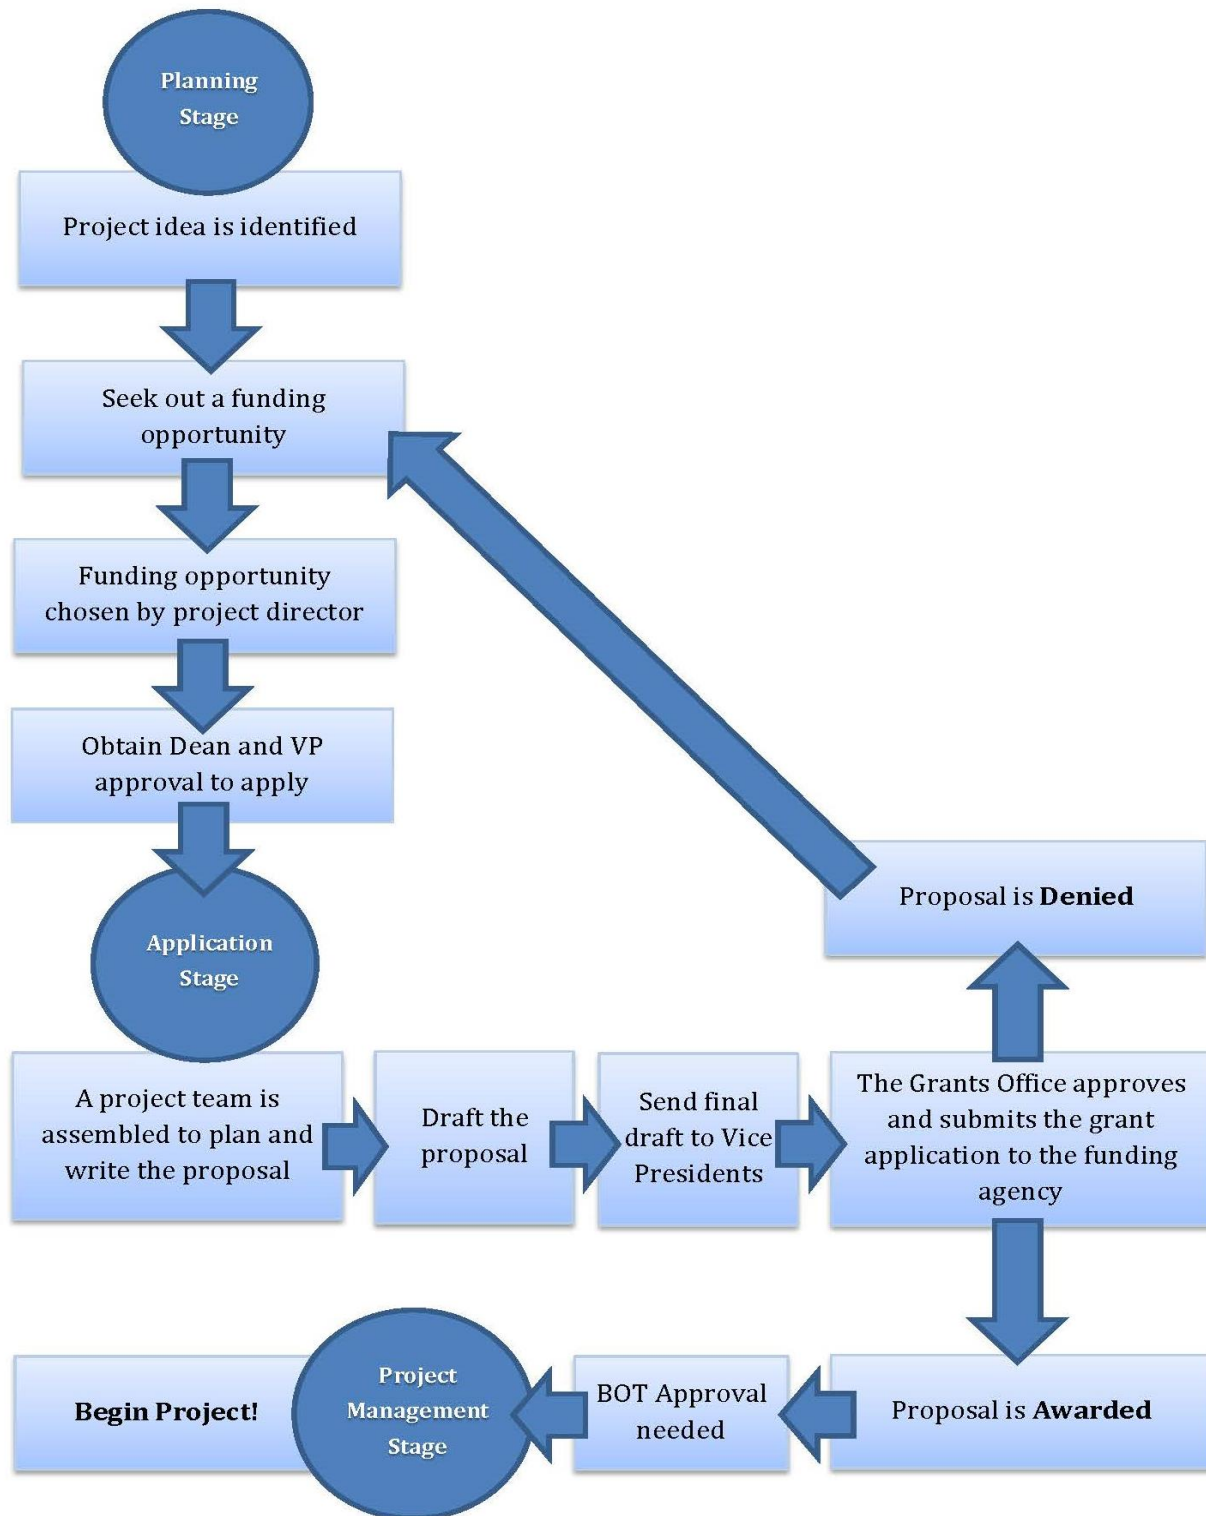 Planning
Stage
Project idea is identified
Seek out a funding
opportunity
Funding opportunity
chosen by project director
Obtain Dean and VP
approval to apply
Application
Stage
A project team is
assembled to plan and
write the proposal
Draft the
proposal
Send final
draft to Vice
Presidents
The Grants Office approves
and submits the grant
application to the funding
agency
Proposal is Denied
Proposal is Awarded
BOT Approval
needed
Project
Management
Stage
Begin Project!